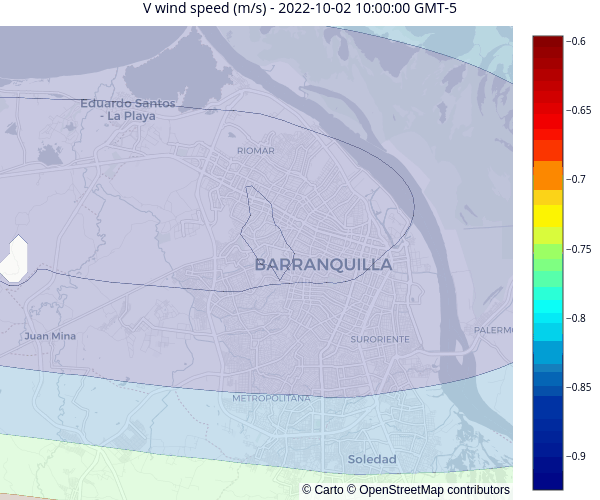 V wind speed (m/s) - 2022-10-02 10:00:00 GMT-5
−0.6
Eduardo Santos
- La Playa
−0.65
RIOMAR
−0.7
−0.75
BARRANQUILLA
−0.8
Juan Mina
SURORIENTE
PALERMO
−0.85
METROPOLITANA
Soledad
−0.9
© Carto © OpenStreetMap contributors